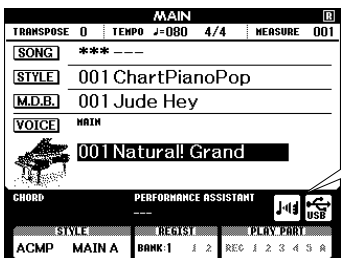 MAIN R
TRANSPOSE 0 TEMPO ♩=080 4/4 MEASURE 001
SONG *** ---
STYLE 001 ChartPianoPop
M.D.B. 001 Jude Hey
VOICE MAIN
001 Natural! Grand
CHORD PERFORMANCE ASSISTANT
---
USB
STYLE REGIST PLAY PART
ACMP MAIN A BANK:1 1 2 REC 1 2 3 4 5 A